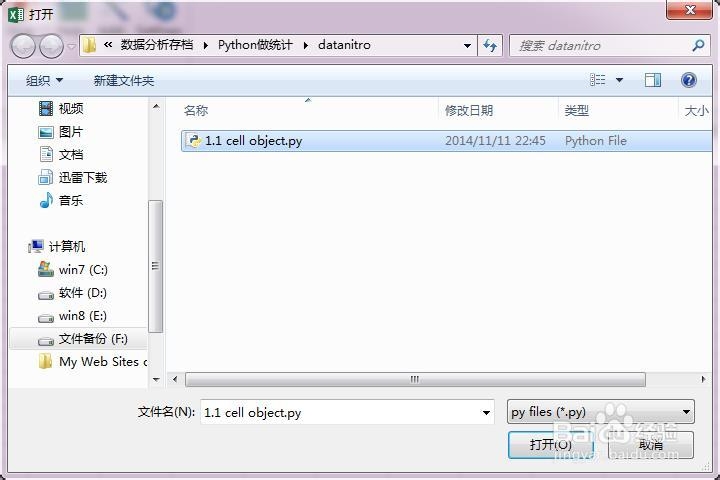 打开
« 数据分析存档 Python做统计 datanitro
搜索 datanitro
组织 新建文件夹
名称 修改日期 类型 大小
1.1 cell object.py 2014/11/11 22:45 Python File
视频
图片
文档
迅雷下载
音乐
计算机
win7 (C:)
软件 (D:)
win8 (E:)
文件备份 (F:)
My Web Sites
文件名(N): 1.1 cell object.py py files (*.py)
打开(O) 取消
Baidu 经验
jingyan.baidu.com